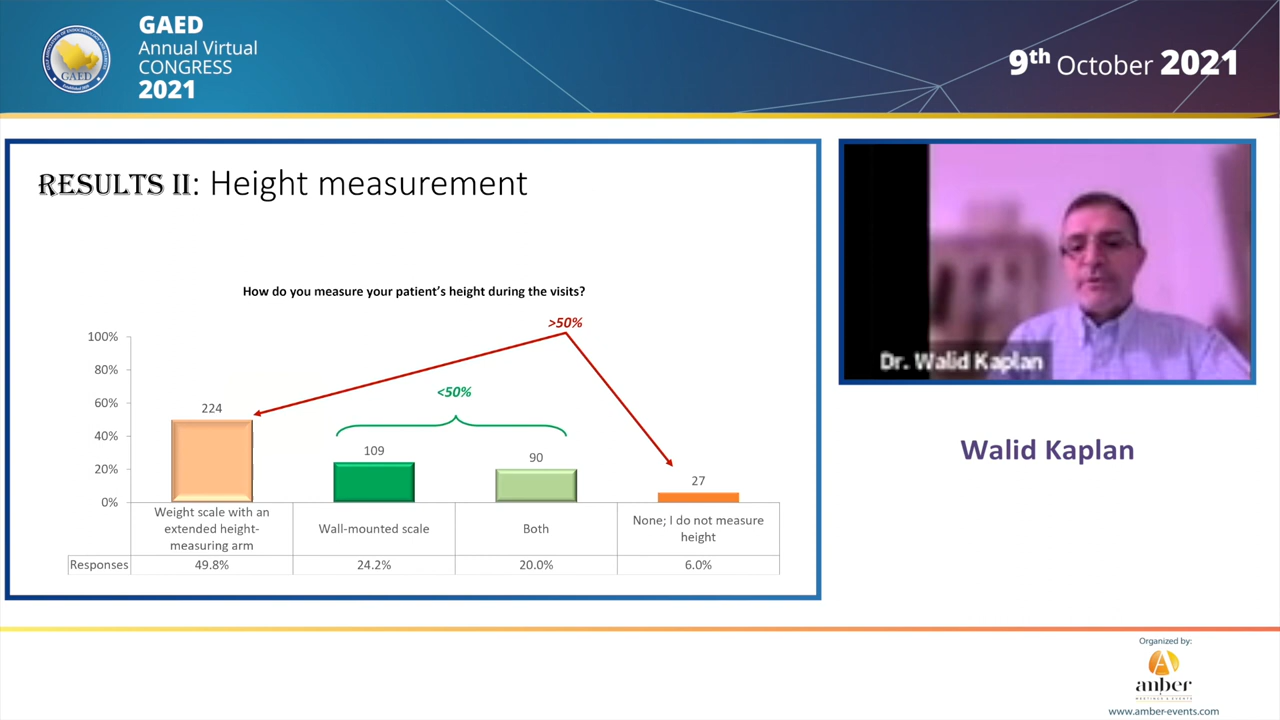 GAED
Annual Virtual
CONGRESS
2021
GAED
9th October 2021
RESULTS II: Height measurement
How do you measure your patient's height during the visits?
>50%
<50%
100%
80%
60%
40%
20%
0%
224
109
90
27
Weight scale with an
extended height-
measuring arm
Wall-mounted scale
Both
None; I do not measure
height
Responses
49.8%
24.2%
20.0%
6.0%
Dr. Walid Kaplan
Walid Kaplan
Organized by:
A
anber
www.amber-events.com